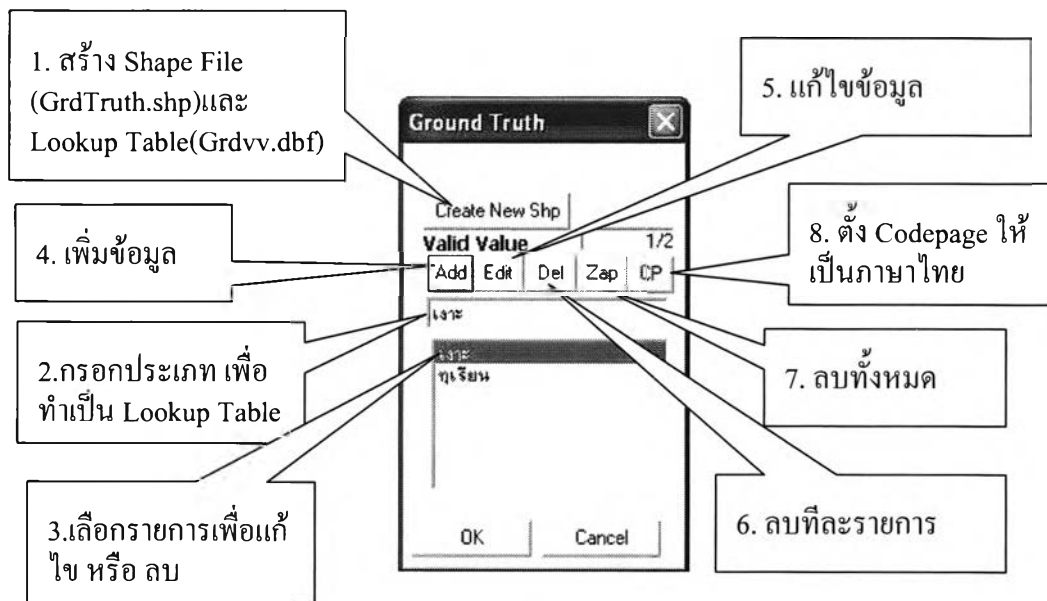 1. สร้าง Shape File
(GrdTruth.shp)และ
Lookup Table(Grdvv.dbf)
5. แก้ไขข้อมูล
Ground Truth
Create New Shp
4. เพิ่มข้อมูล
Valid Value 1/2
Add Edit Del Zap CP
8. ตั้ง Codepage ให้
เป็นภาษาไทย
เงาะ
2.กรอกประเภท เพื่อ
ทำเป็น Lookup Table
เงาะ
ทุเรียน
7. ลบทั้งหมด
3.เลือกรายการเพื่อแก้
ไข หรือ ลบ
6. ลบทีละรายการ
OK Cancel